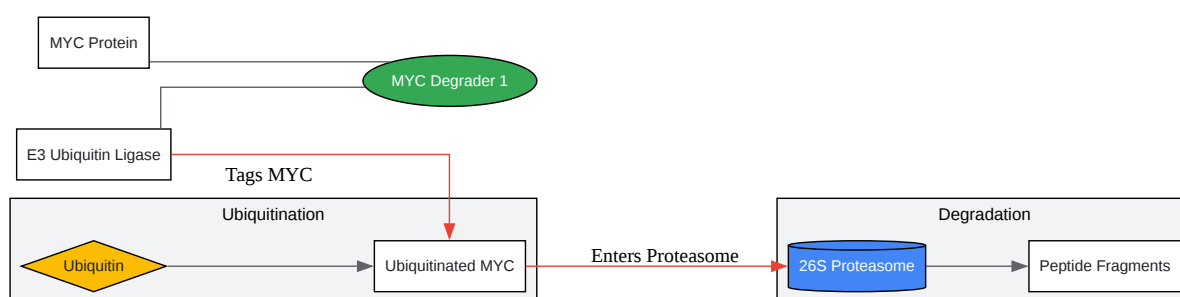 MYC Protein
MYC Degrader 1
E3 Ubiquitin Ligase
Tags MYC
Ubiquitination
Degradation
Ubiquitin
Ubiquitinated MYC
Enters Proteasome
26S Proteasome
Peptide Fragments